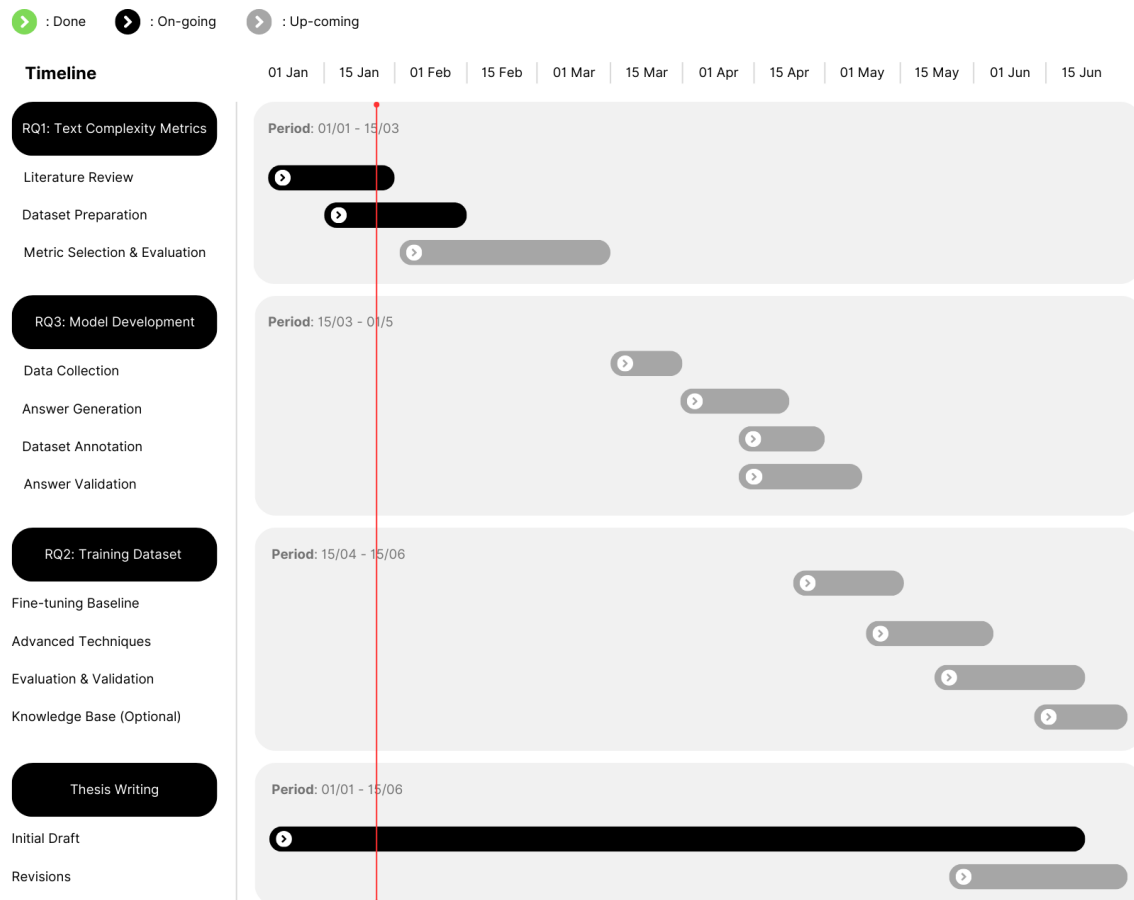 : Done : On-going : Up-coming
Timeline 01 Jan 15 Jan 01 Feb 15 Feb 01 Mar 15 Mar 01 Apr 15 Apr 01 May 15 May 01 Jun 15 Jun
RQ1: Text Complexity Metrics
Period: 01/01 - 15/03
Literature Review
Dataset Preparation
Metric Selection & Evaluation
RQ3: Model Development
Period: 15/03 - 01/5
Data Collection
Answer Generation
Dataset Annotation
Answer Validation
RQ2: Training Dataset
Period: 15/04 - 15/06
Fine-tuning Baseline
Advanced Techniques
Evaluation & Validation
Knowledge Base (Optional)
Thesis Writing
Period: 01/01 - 15/06
Initial Draft
Revisions